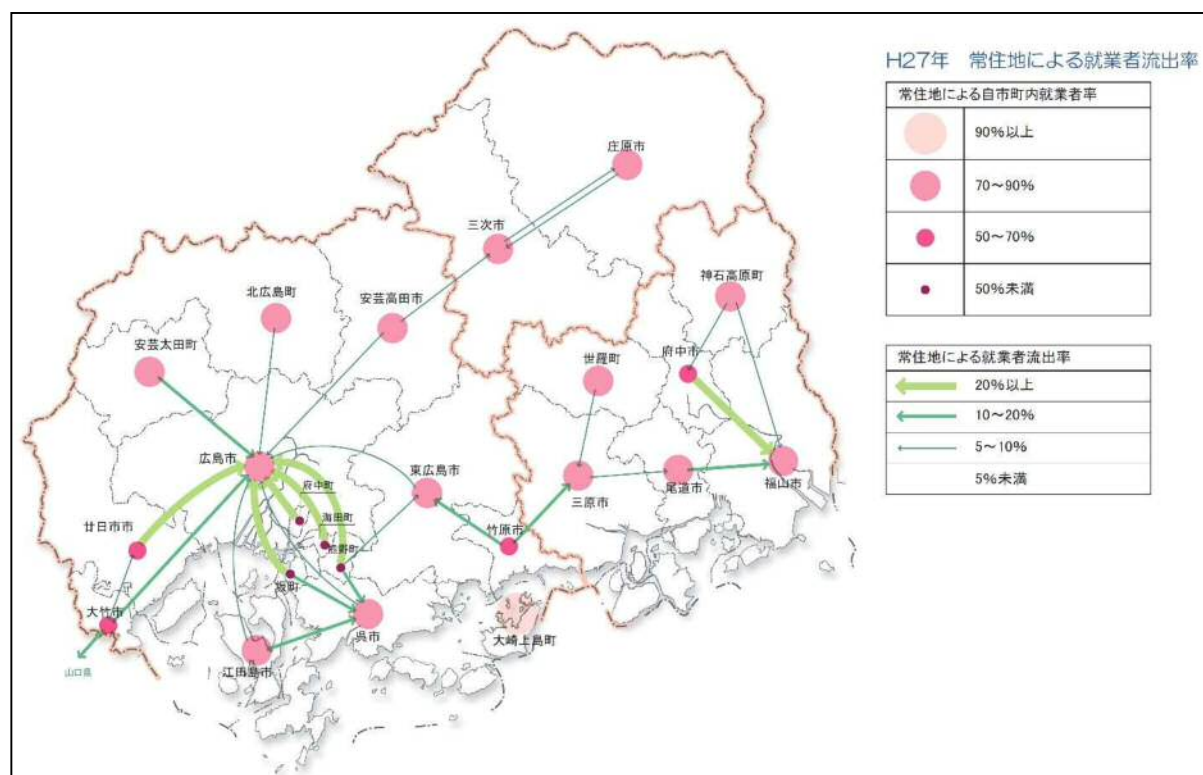 H27年 常住地による就業者流出率
常住地による自市町内就業者率
90%以上
70～90%
50～70%
50%未満
常住地による就業者流出率
20%以上
10～20%
5～10%
5%未満
庄原市
三次市
神石高原町
北広島町
安芸高田市
安芸太田町
世羅町
府中市
広島市
東広島市
府中町
海田町
熊野町
三原市
尾道市
福山市
廿日市市
竹原市
坂町
大竹市
呉市
大崎上島町
江田島市
山口県